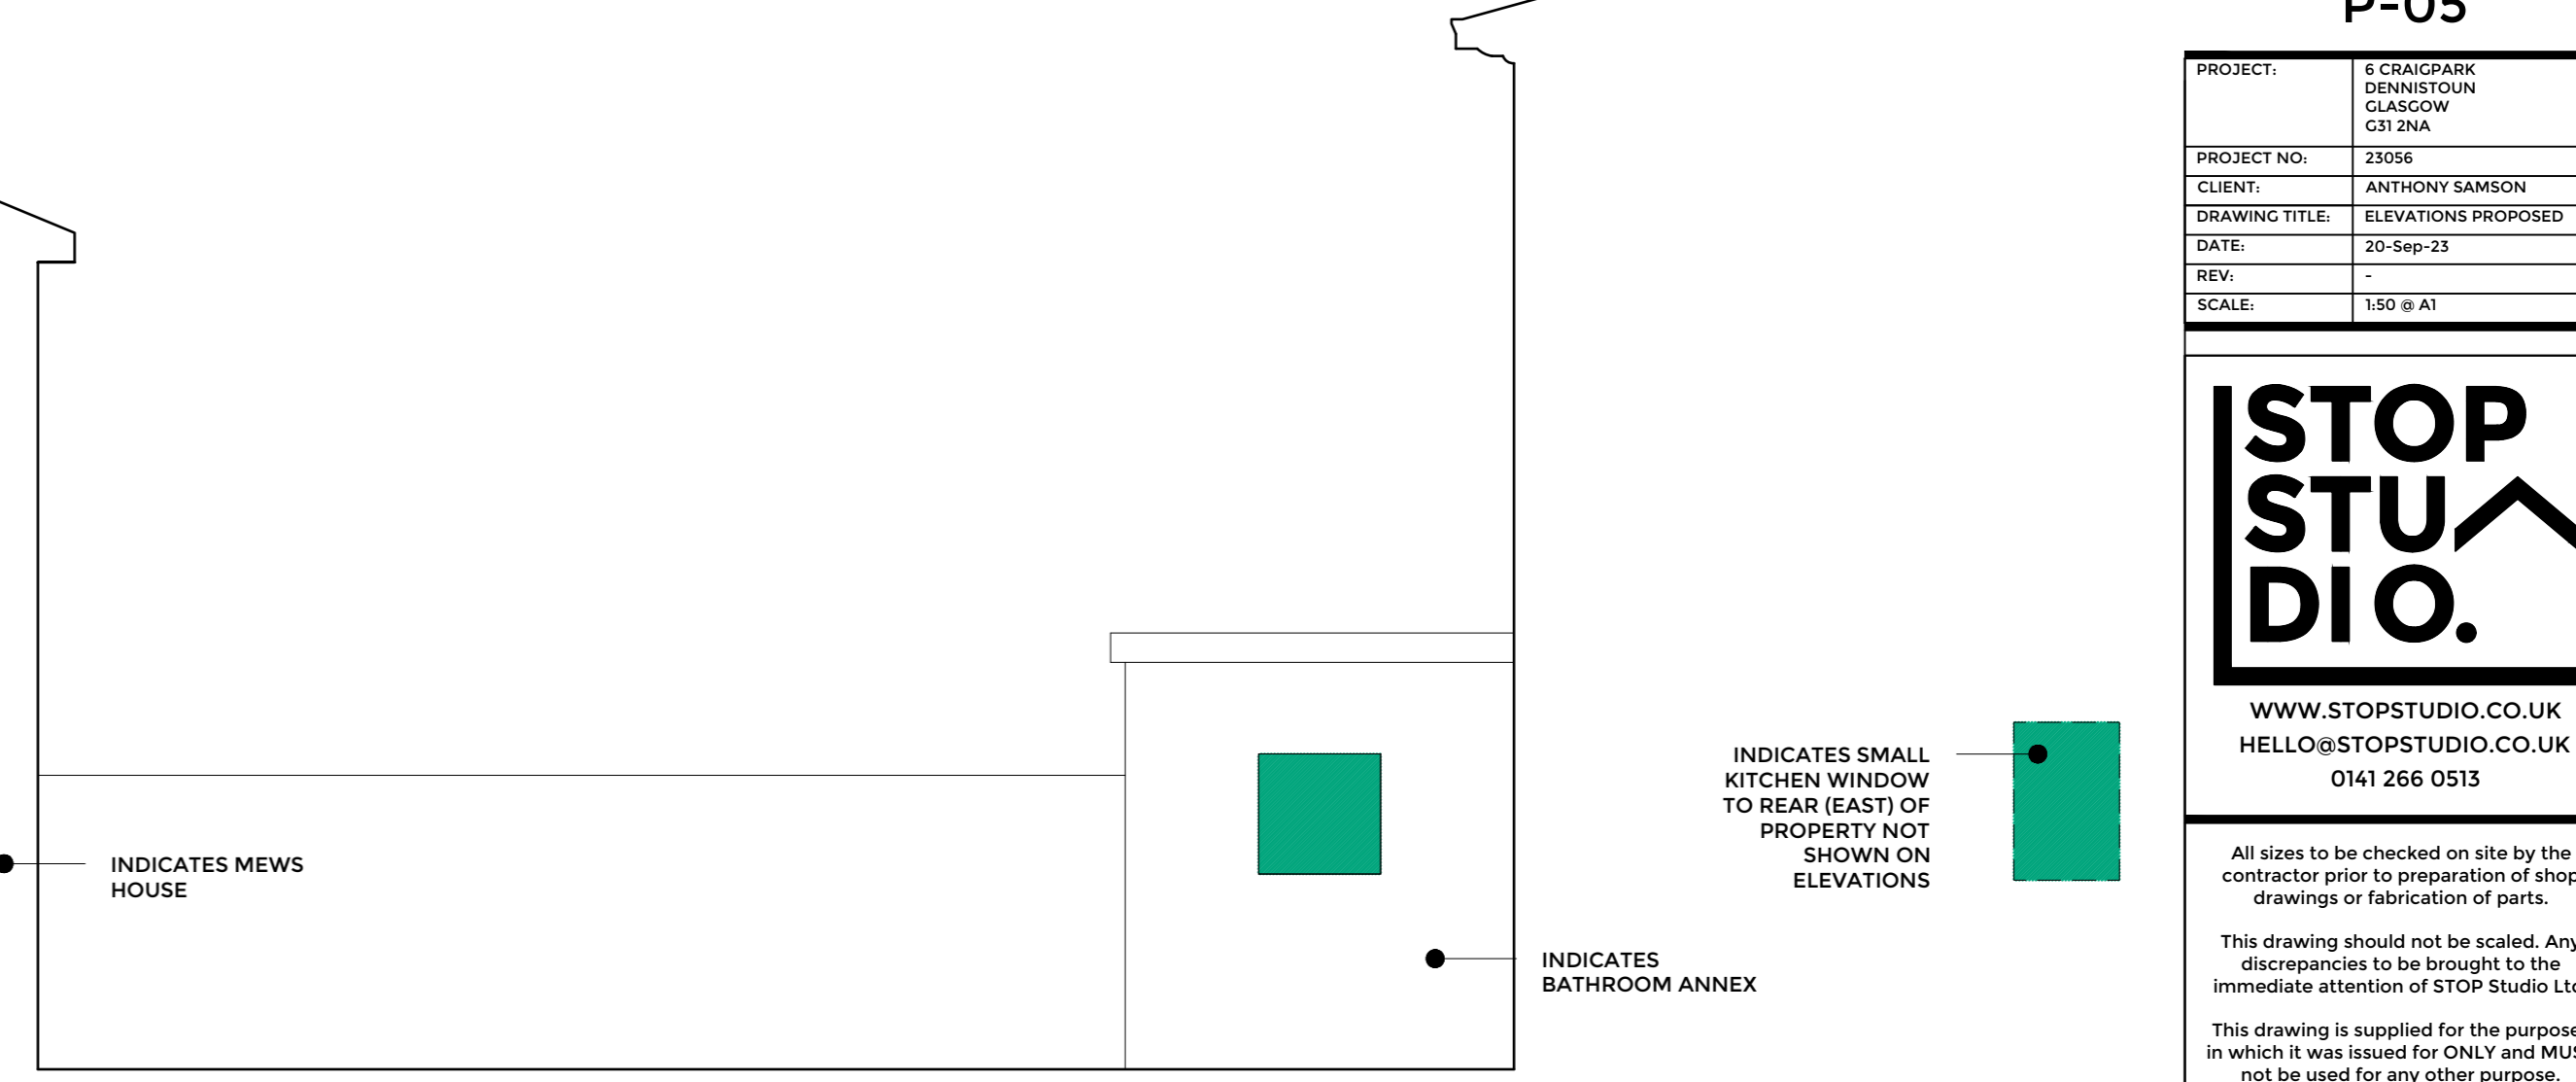 P-05
PROJECT: 6 CRAIGPARK
DENNISTOUN
GLASGOW
G31 2NA
PROJECT NO: 23056
CLIENT: ANTHONY SAMSON
DRAWING TITLE: ELEVATIONS PROPOSED
DATE: 20-Sep-23
REV: -
SCALE: 1:50 @ A1
STOP
STU
DIO.
WWW.STOPSTUDIO.CO.UK
HELLO@STOPSTUDIO.CO.UK
0141 266 0513
All sizes to be checked on site by the
contractor prior to preparation of shop
drawings or fabrication of parts.
This drawing should not be scaled. Any
discrepancies to be brought to the
immediate attention of STOP Studio
This drawing is supplied for the
in which it was issued for ONLY and
not be used for any other purpose.
INDICATES MEWS
HOUSE
INDICATES SMALL
KITCHEN WINDOW
TO REAR (EAST) OF
PROPERTY NOT
SHOWN ON
ELEVATIONS
INDICATES
BATHROOM ANNEX